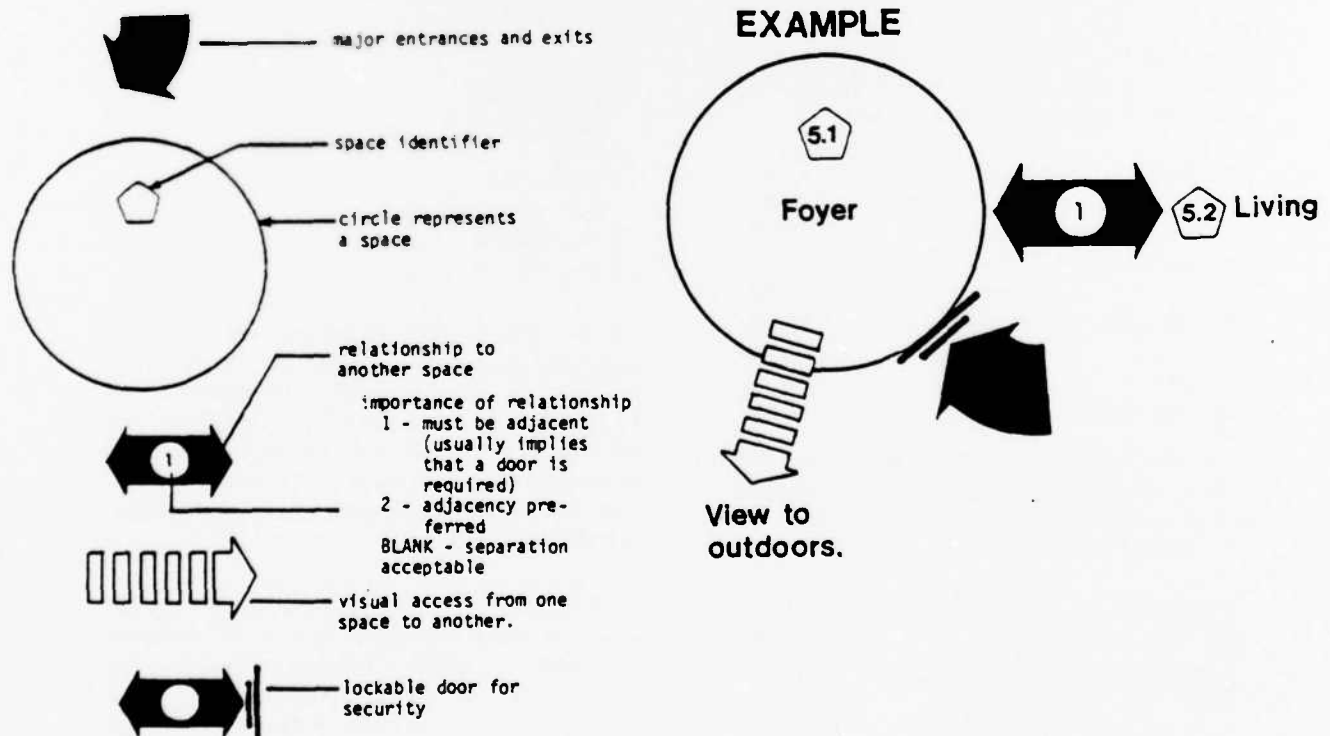 major entrances and exits
space identifier
circle represents
a space
relationship to
another space
importance of relationship
1 - must be adjacent
(usually implies
that a door is
required)
2 - adjacency pre-
ferred
BLANK - separation
acceptable
1
visual access from one
space to another.
lockable door for
security
EXAMPLE
5.1
Foyer
1
5.2 Living
View to
outdoors.